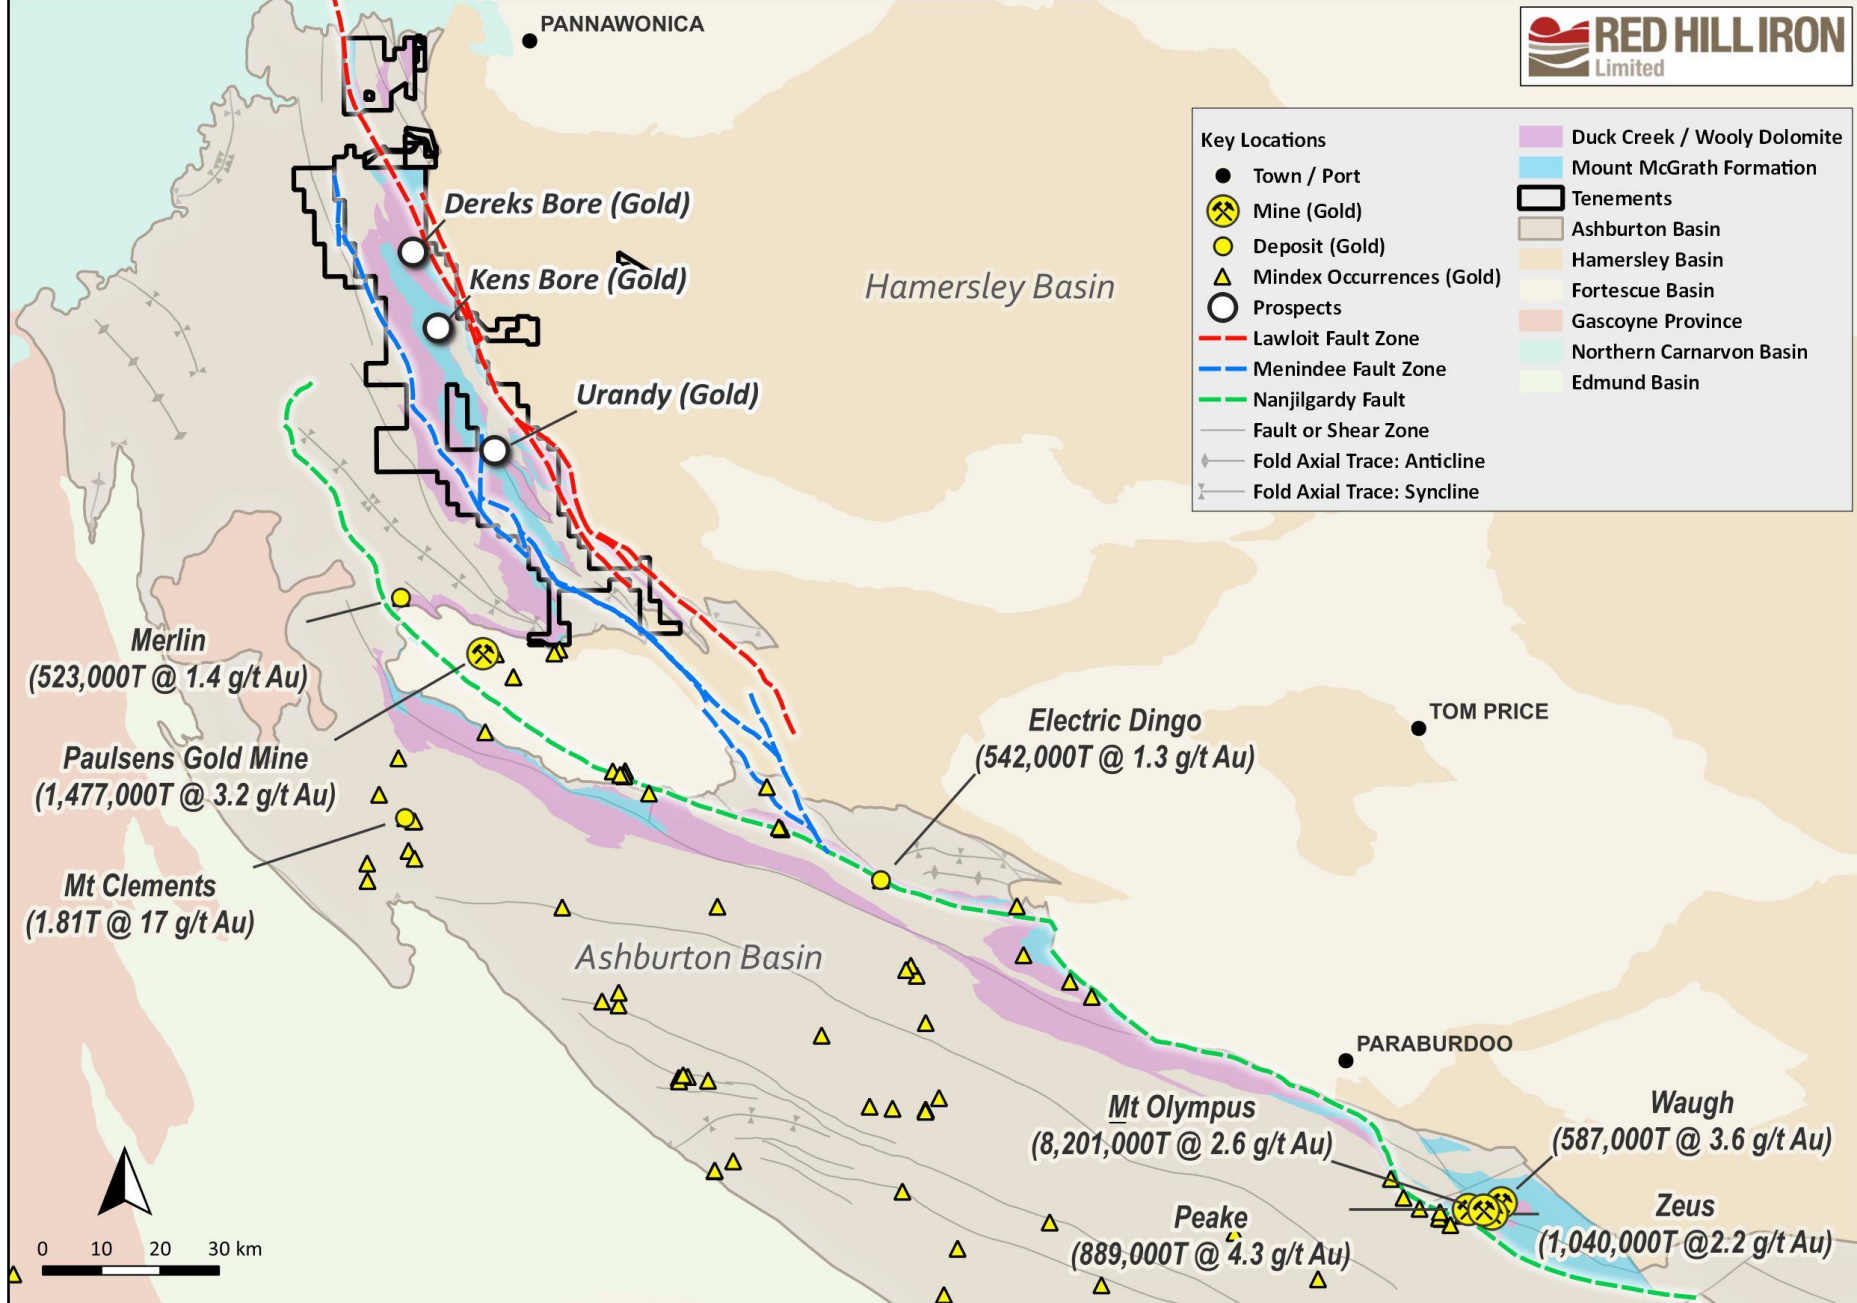 PANNAWONICA
RED HILL IRON
Limited
Key Locations
Town / Port
Mine (Gold)
Deposit (Gold)
Mindex Occurrences (Gold)
Prospects
Lawloit Fault Zone
Menindee Fault Zone
Nanjilgardy Fault
Fault or Shear Zone
Fold Axial Trace: Anticline
Fold Axial Trace: Syncline
Duck Creek / Wooly Dolomite
Mount McGrath Formation
Tenements
Ashburton Basin
Hamersley Basin
Fortescue Basin
Gascoyne Province
Northern Carnarvon Basin
Edmund Basin
Dereks Bore (Gold)
Kens Bore (Gold)
Hamersley Basin
Urandy (Gold)
Merlin
(523,000T @ 1.4 g/t Au)
Paulsens Gold Mine
(1,477,000T @ 3.2 g/t Au)
Mt Clements
(1.81T @ 17 g/t Au)
Electric Dingo
(542,000T @ 1.3 g/t Au)
TOM PRICE
Ashburton Basin
PARABURDOO
Mt Olympus
(8,201,000T @ 2.6 g/t Au)
Waugh
(587,000T @ 3.6 g/t Au)
Peake
(889,000T @ 4.3 g/t Au)
Zeus
(1,040,000T @2.2 g/t Au)
0 10 20 30 km